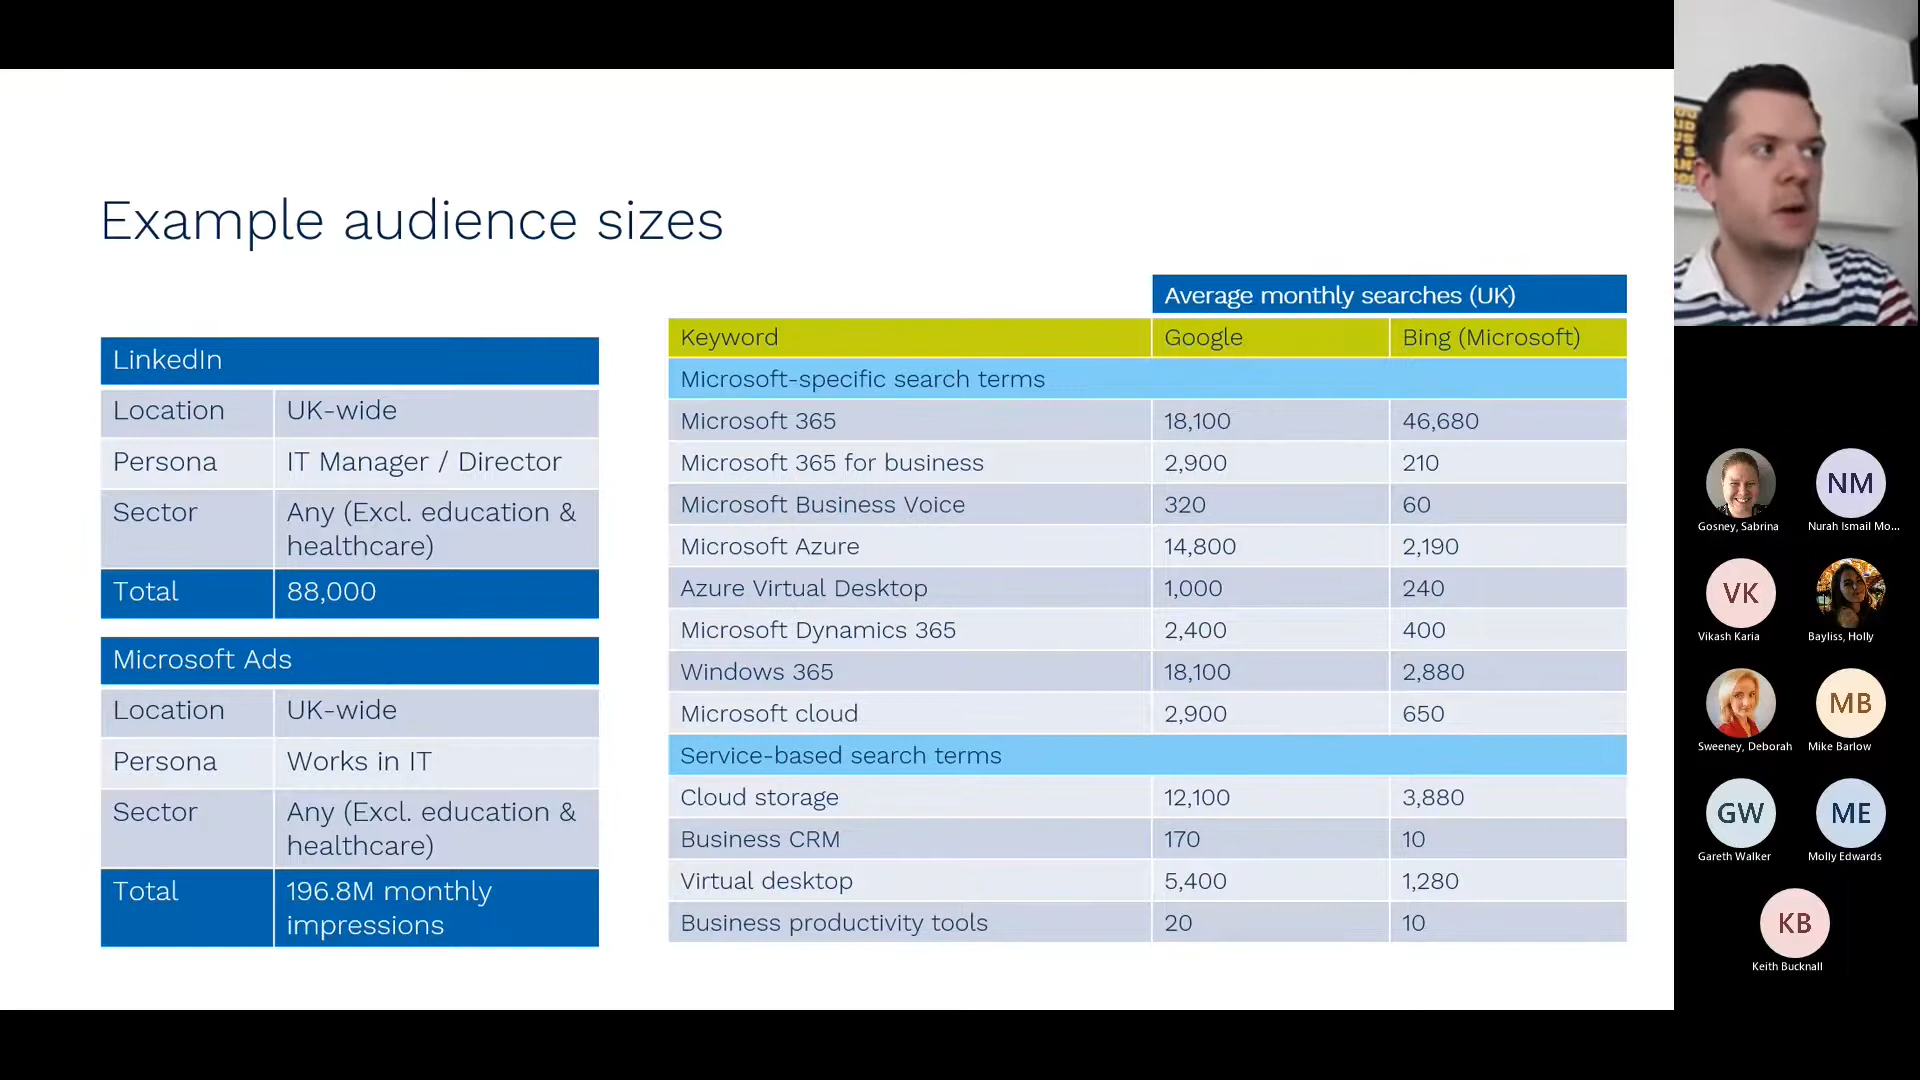 Example audience sizes
LinkedIn
Location UK-wide
Persona IT Manager / Director
Sector Any (Excl. education &
healthcare)
Total 88,000
Microsoft Ads
Location UK-wide
Persona Works in IT
Sector Any (Excl. education &
healthcare)
Total 196.8M monthly
impressions
Average monthly searches (UK)
Keyword Google Bing (Microsoft)
Microsoft-specific search terms
Microsoft 365 18,100 46,680
Microsoft 365 for business 2,900 210
Microsoft Business Voice 320 60
Microsoft Azure 14,800 2,190
Azure Virtual Desktop 1,000 240
Microsoft Dynamics 365 2,400 400
Windows 365 18,100 2,880
Microsoft cloud 2,900 650
Service-based search terms
Cloud storage 12,100 3,880
Business CRM 170 10
Virtual desktop 5,400 1,280
Business productivity tools 20 10
Gosney, Sabrina
NM
Nurah Ismail Mo...
VK
Vikash Karia
Bayliss, Holly
Sweeney, Deborah
MB
Mike Barlow
GW
Gareth Walker
ME
Molly Edwards
KB
Keith Bucknall